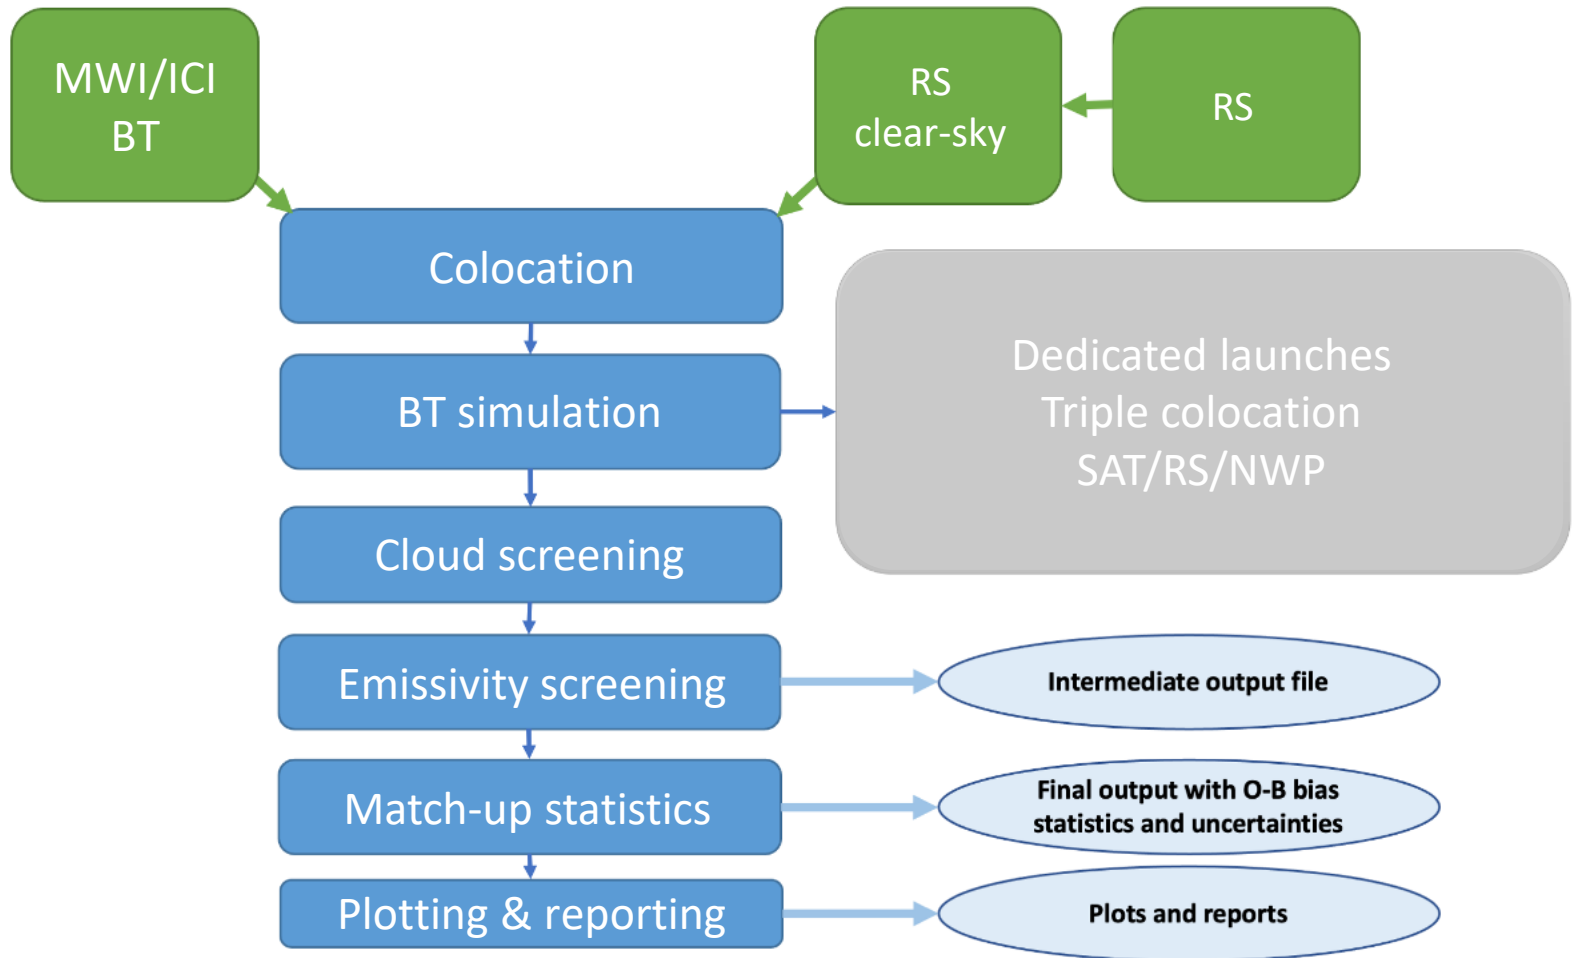 MWI/ICI
BT
RS
clear-sky
RS
Colocation
BT simulation
Dedicated launches
Triple colocation
SAT/RS/NWP
Cloud screening
Emissivity screening
Intermediate output file
Match-up statistics
Final output with O-B bias
statistics and uncertainties
Plotting & reporting
Plots and reports